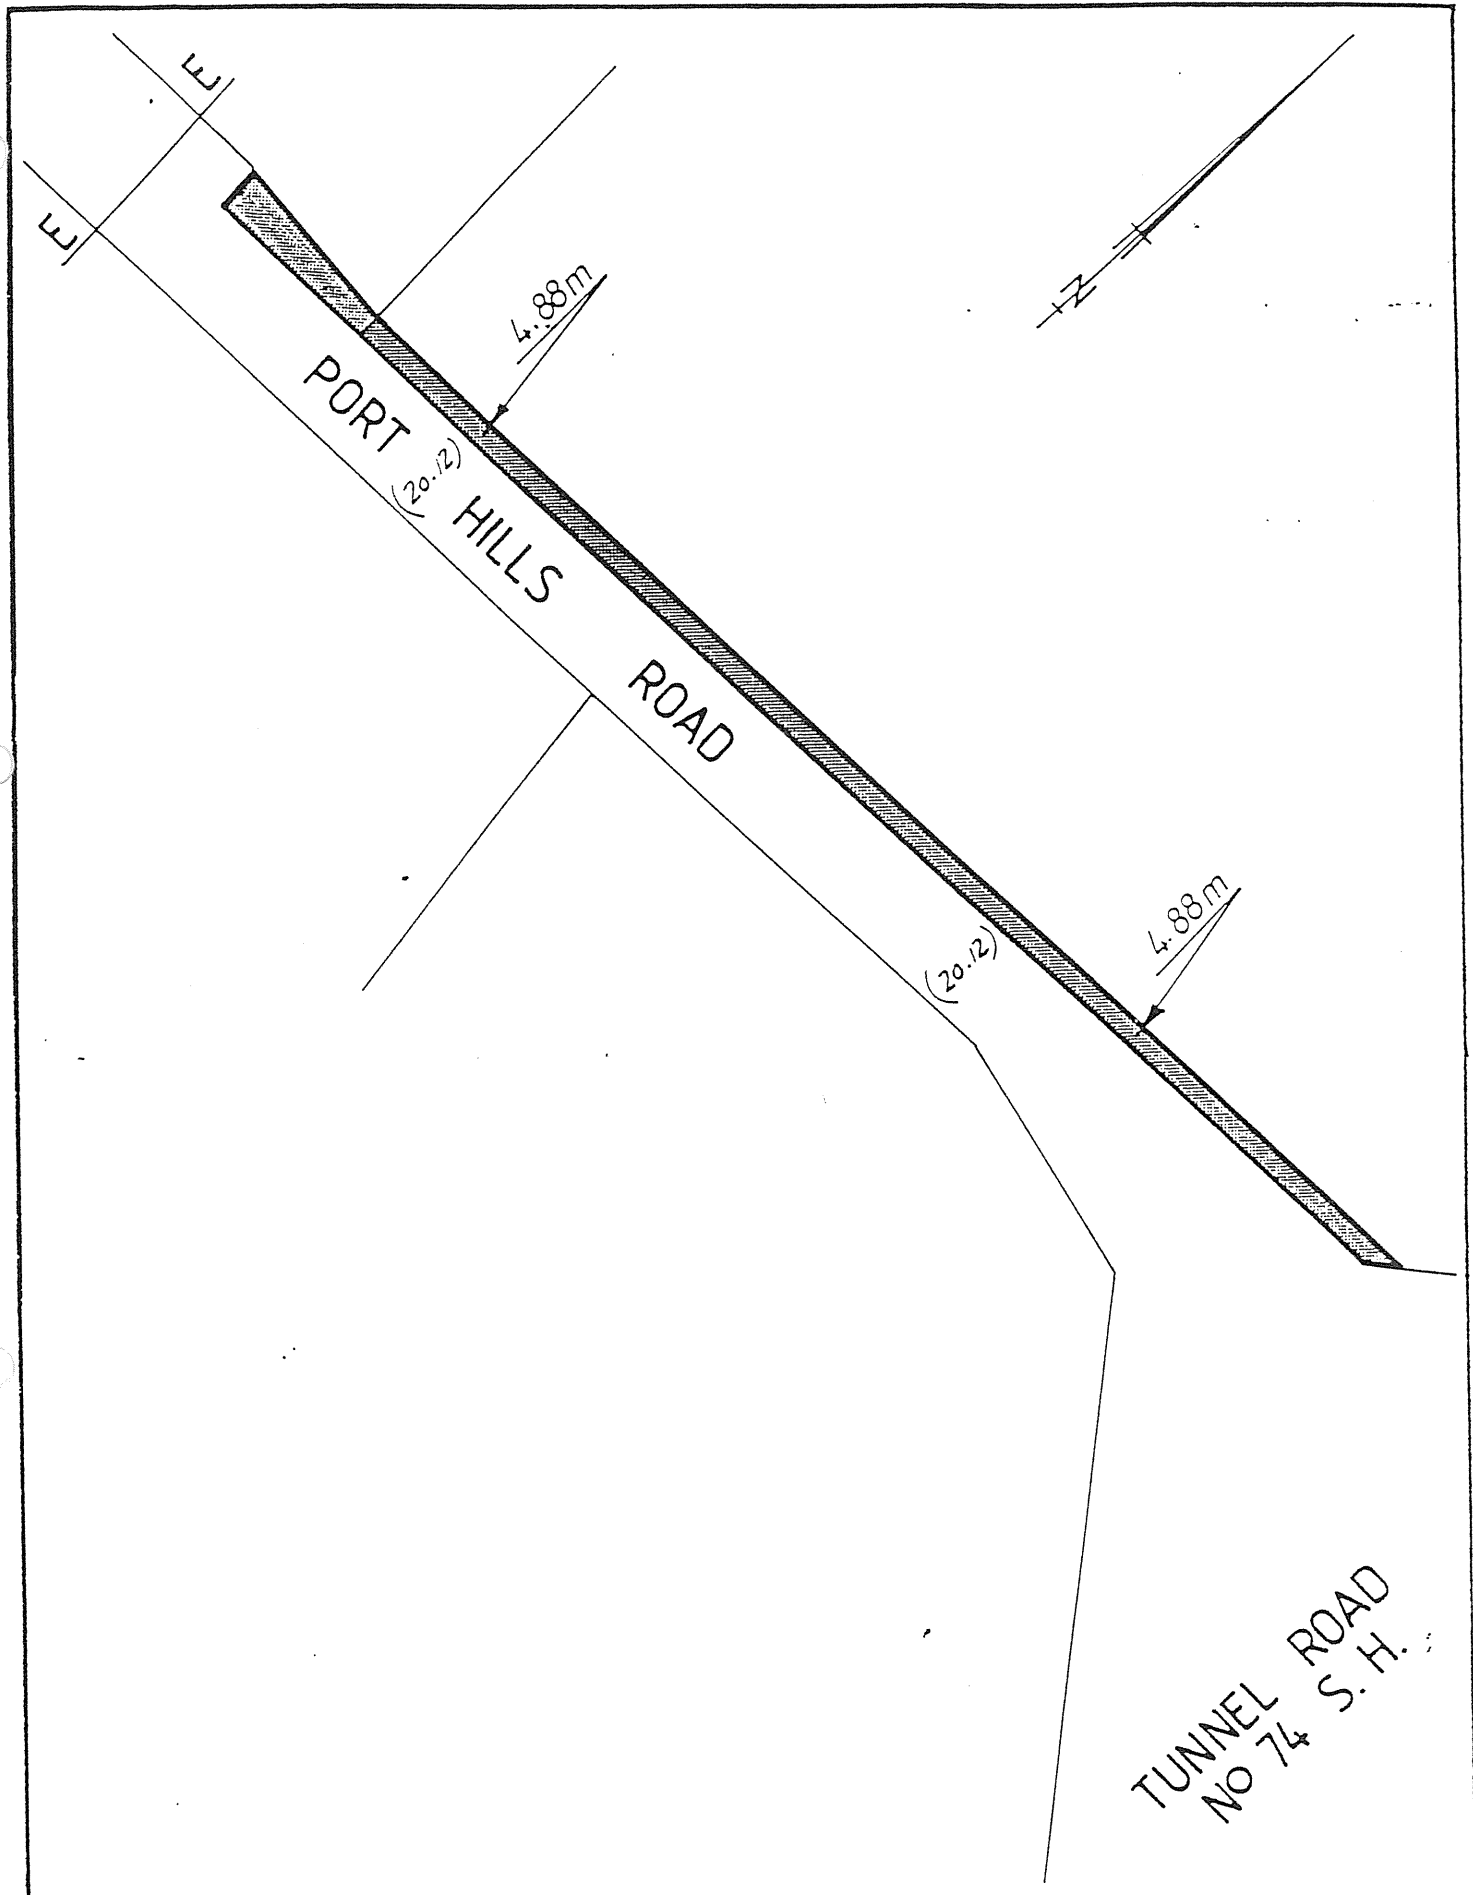 E
E
N
4.88m
PORT HILLS ROAD
(20.12)
4.88m
(20.12)
TUNNEL ROAD
NO 74 S. H.